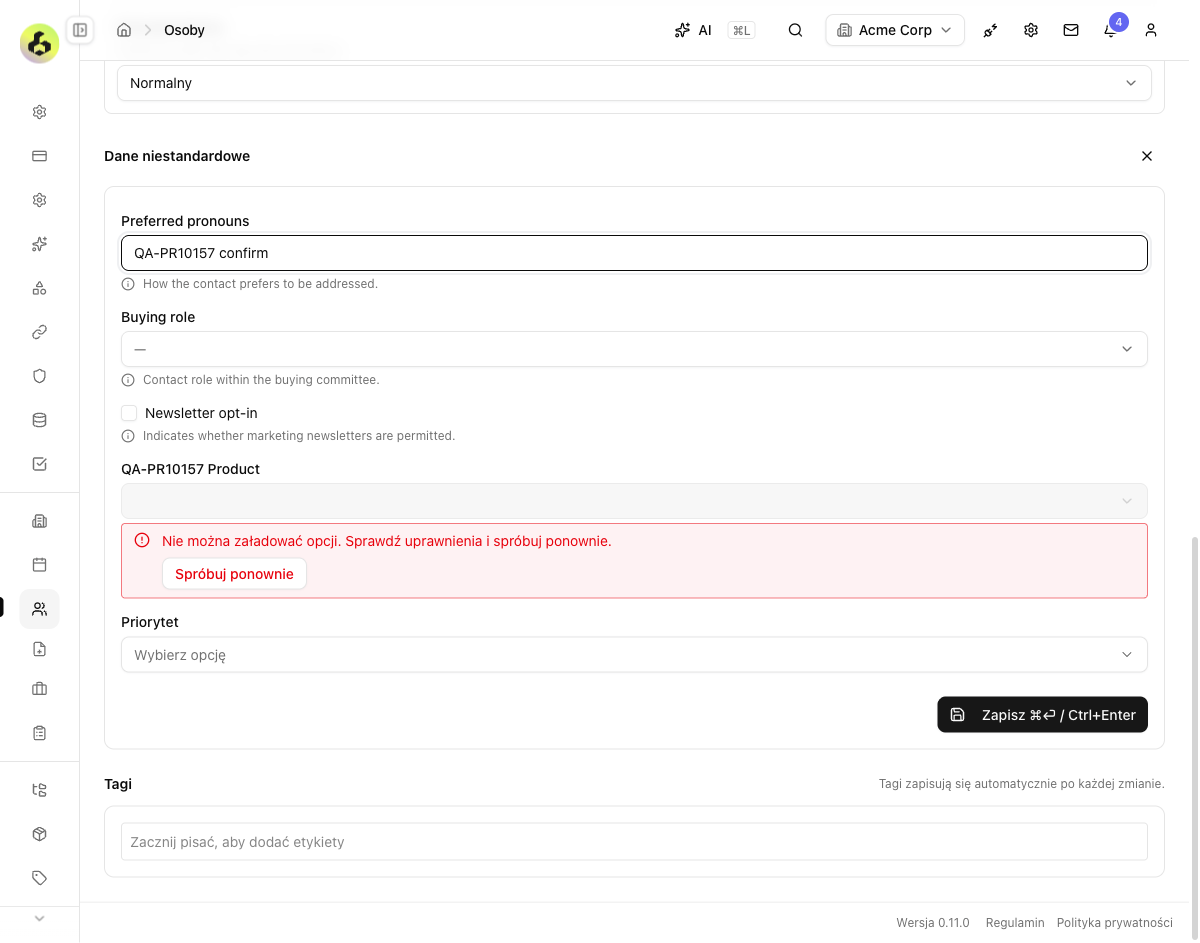 Osoby
AI
⌘L
Acme Corp
4
Normalny
Dane niestandardowe
Preferred pronouns
QA-PR10157 confirm
How the contact prefers to be addressed.
Buying role
—
Contact role within the buying committee.
Newsletter opt-in
Indicates whether marketing newsletters are permitted.
QA-PR10157 Product
Nie można załadować opcji. Sprawdź uprawnienia i spróbuj ponownie.
Spróbuj ponownie
Priorytet
Wybierz opcję
Zapisz ⌘⏎ / Ctrl+Enter
Tagi
Tagi zapisują się automatycznie po każdej zmianie.
Zacznij pisać, aby dodać etykiety
Wersja 0.11.0
Regulamin
Polityka prywatności